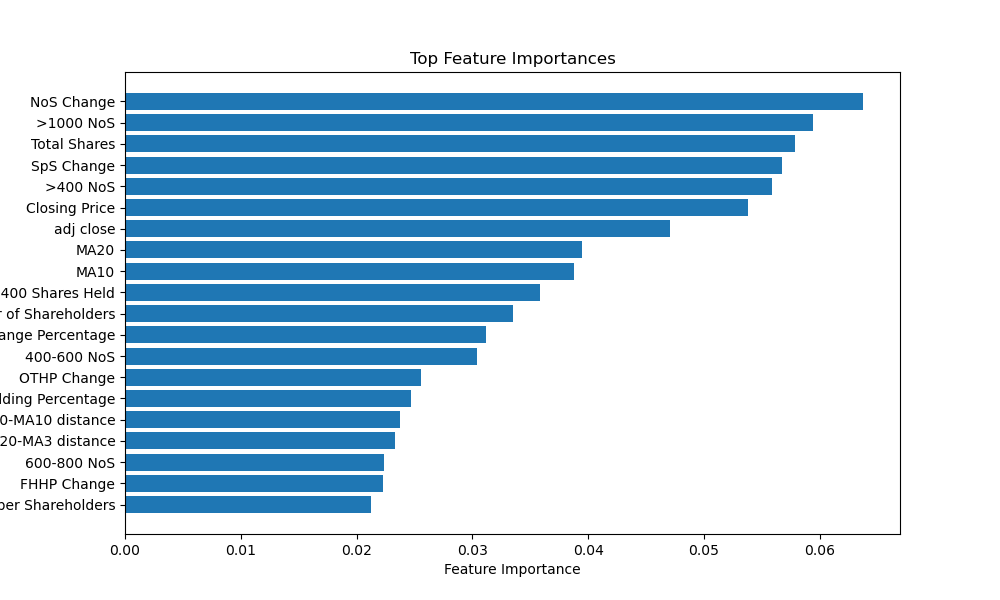 Top Feature Importances
NoS Change
>1000 NoS
Total Shares
SpS Change
>400 NoS
Closing Price
adj close
MA20
MA10
400 Shares Held
of Shareholders
Percentage
400-600 NoS
OTHP Change
Percentage
0-MA10 distance
20-MA3 distance
600-800 NoS
FHHP Change
per Shareholders
0.00 0.01 0.02 0.03 0.04 0.05 0.06
Feature Importance